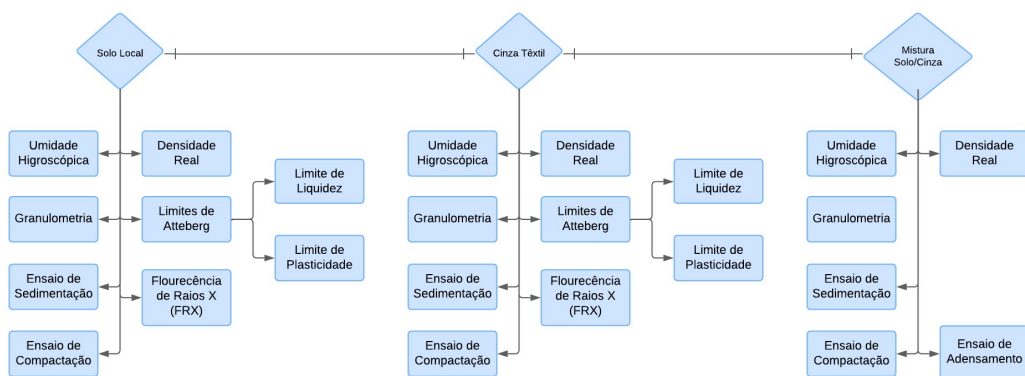 Solo Local
Cinza Têxtil
Mistura
Solo/Cinza
Umidade
Higroscópica
Densidade
Real
Granulometria
Limites de
Atteberg
Limite de
Liquidez
Limite de
Plasticidade
Ensaio de
Sedimentação
Flourecência
de Raios X
(FRX)
Ensaio de
Compactação
Umidade
Higroscópica
Densidade
Real
Granulometria
Limites de
Atteberg
Limite de
Liquidez
Limite de
Plasticidade
Ensaio de
Sedimentação
Flourecência
de Raios X
(FRX)
Ensaio de
Compactação
Umidade
Higroscópica
Densidade
Real
Granulometria
Ensaio de
Sedimentação
Ensaio de
Compactação
Ensaio de
Adensamento